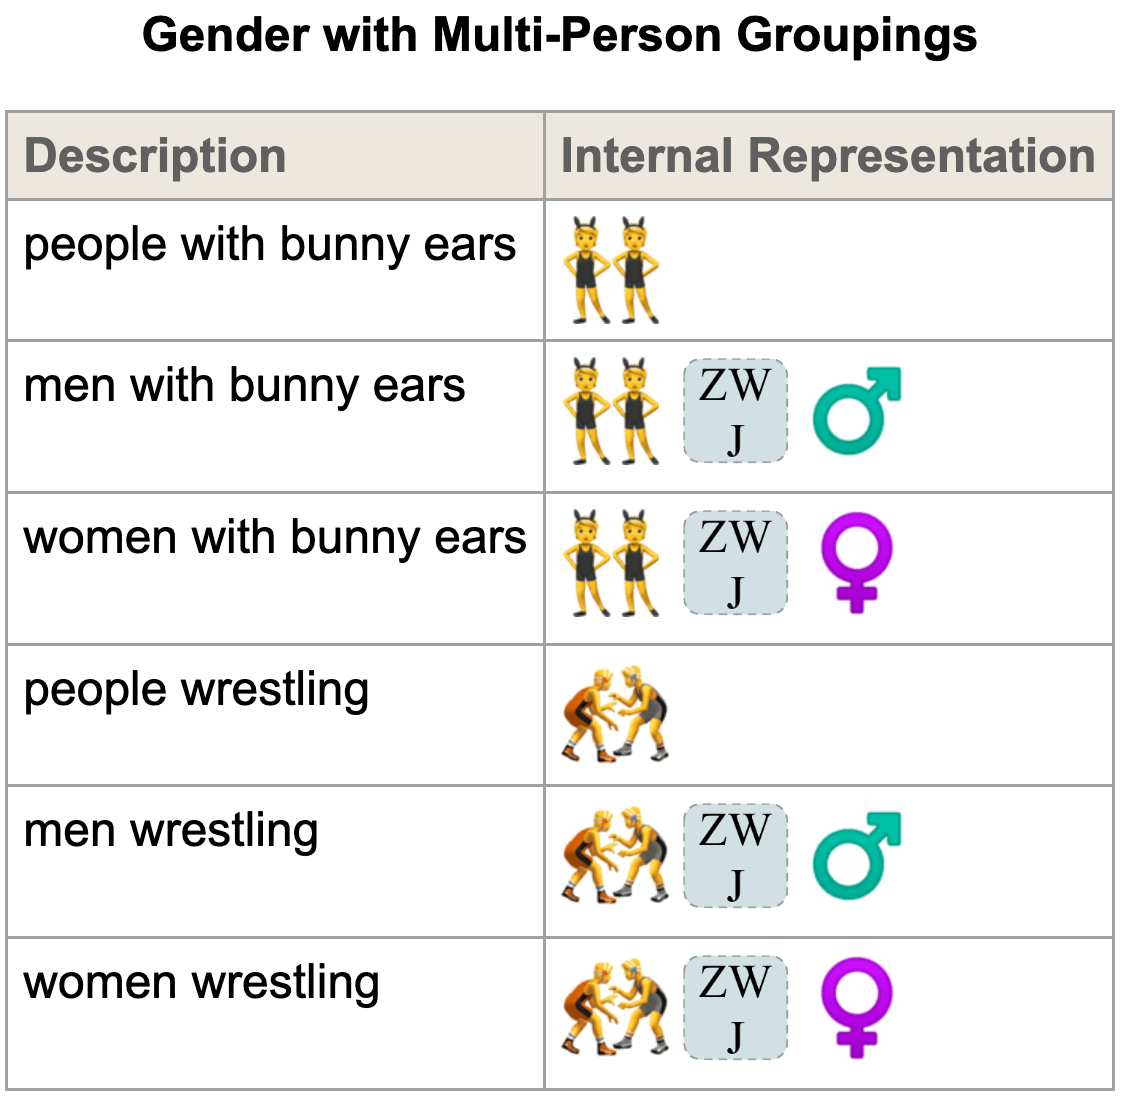 Gender with Multi-Person Groupings
Description Internal Representation
people with bunny ears
men with bunny ears ZW
J
women with bunny ears ZW
J
people wrestling
men wrestling ZW
J
women wrestling ZW
J